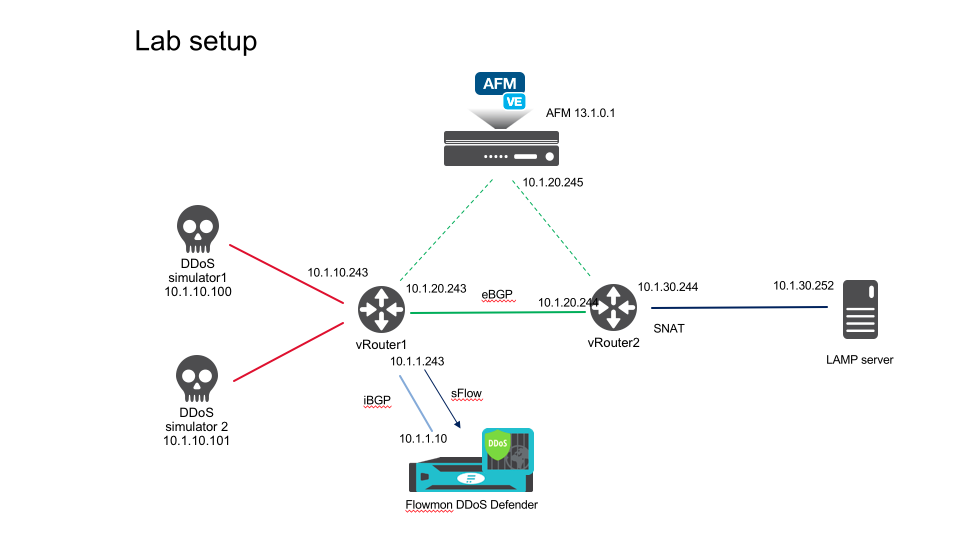 Lab setup
AFM
VE
AFM 13.1.0.1
10.1.20.245
DDoS
simulator1
10.1.10.100
10.1.10.243
10.1.20.243
eBGP
10.1.20.244
10.1.30.244
10.1.30.252
SNAT
vRouter1
vRouter2
LAMP server
10.1.1.243
DDoS
simulator 2
10.1.10.101
iBGP
sFlow
10.1.1.10
DDoS
Flowmon DDoS Defender